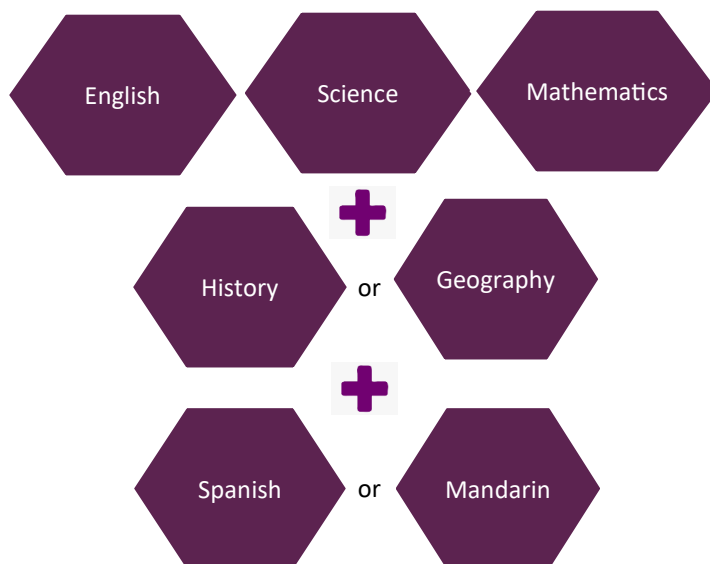 English Science Mathematics
History or Geography
Spanish or Mandarin